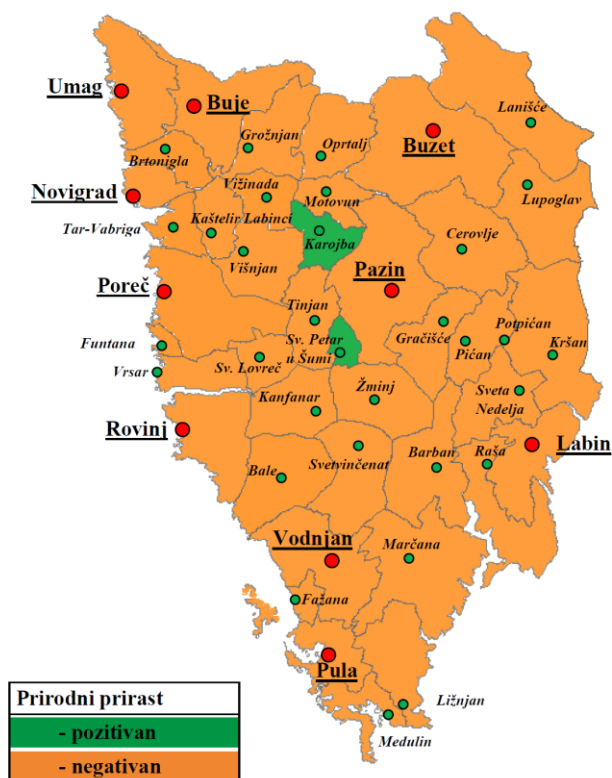 Umag
Buje
Lanišće
Buzet
Grožnjan
Oprtalj
Brtonigla
Novigrad
Vižinada
Motovun
Lupoglav
Tar-Vabriga
Kaštelir Labinci
Karojba
Cerovlje
Višnjan
Poreč
Pazin
Tinjan
Funtana
Sv. Petar
u Šumi
Gračišće
Potpićan
Pićan
Kršan
Vrsar
Sv. Lovreč
Kanfanar
Žminj
Sveta
Nedelja
Rovinj
Labin
Svetvinčenat
Barban
Raša
Bale
Vodnjan
Marčana
Fažana
Pula
Ližnjan
Medulin
Prirodni prirast
- pozitivan
- negativan